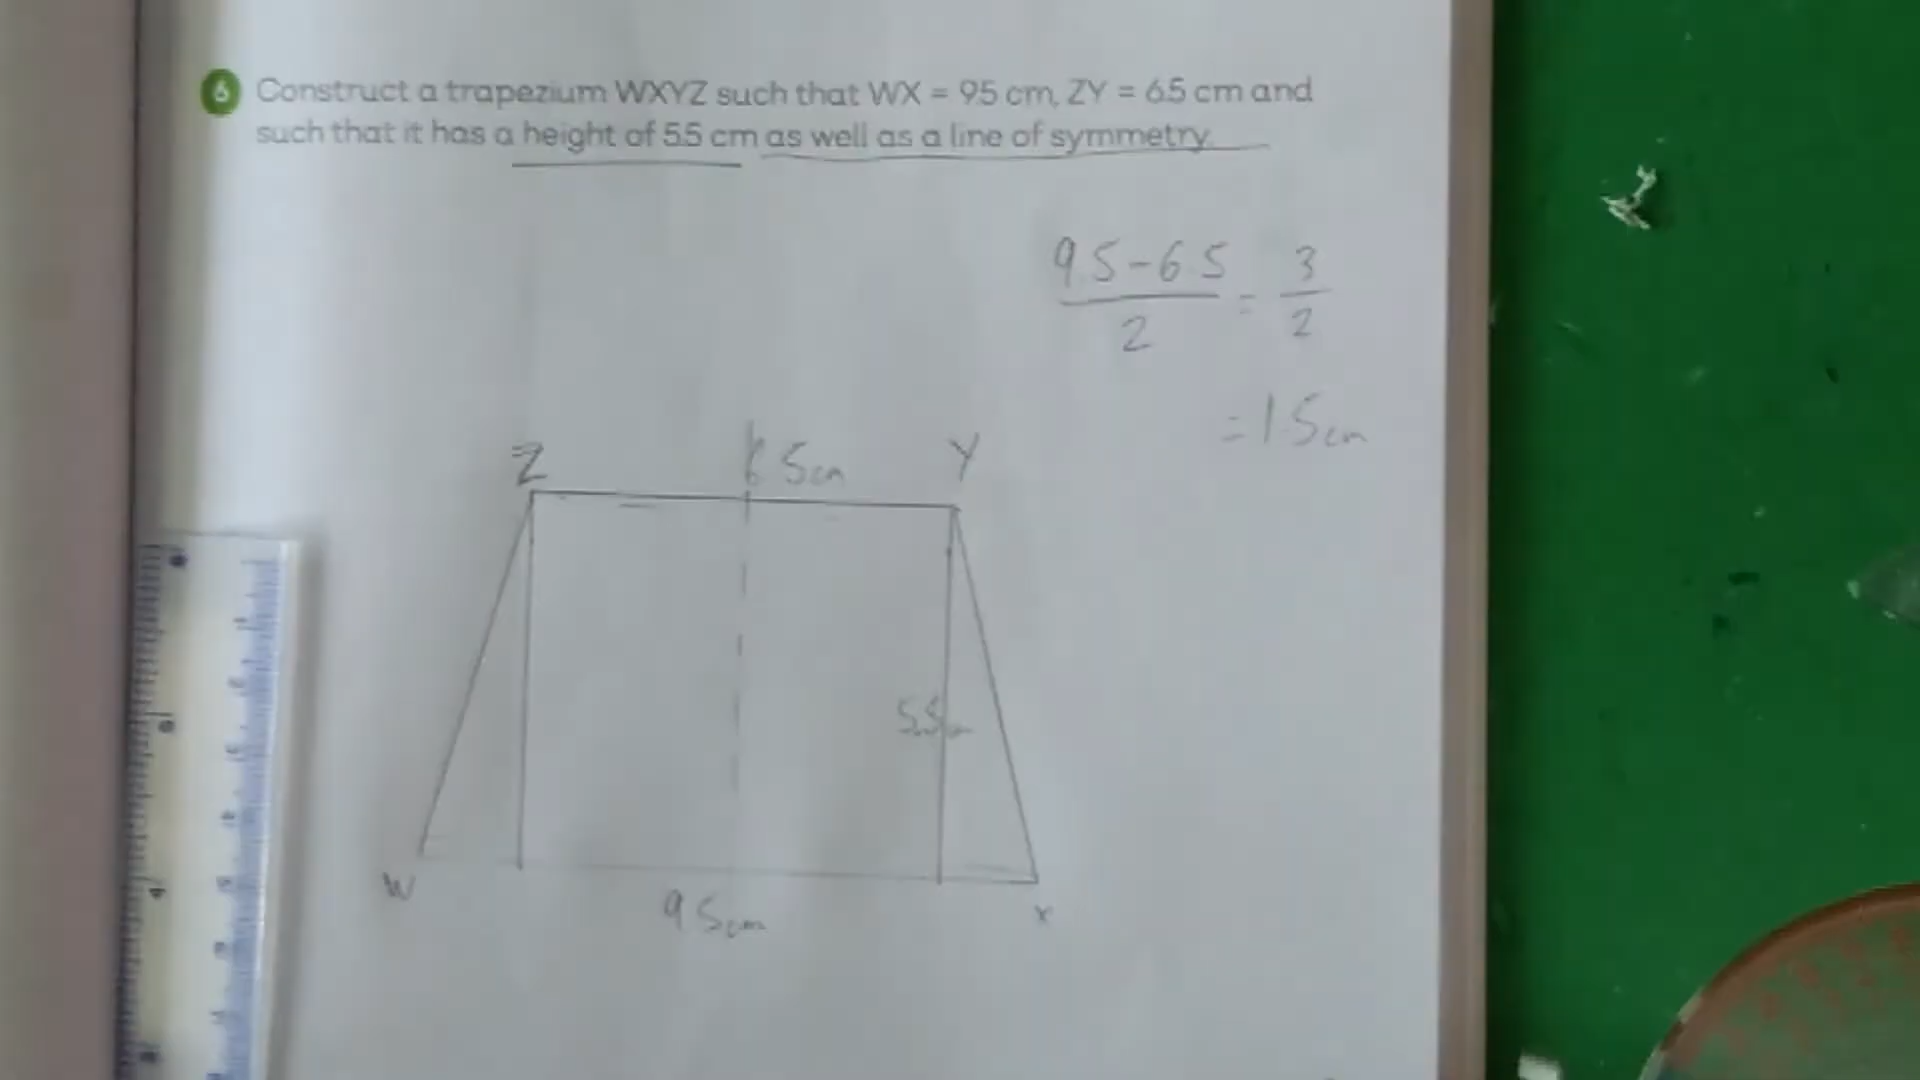 6 Construct a trapezium WXYZ such that WX = 9.5 cm, ZY = 6.5 cm and
such that it has a height of 5.5 cm as well as a line of symmetry.
9.5-6.5
2
= 3
2
= 1.5cm
Z 6.5cm Y
5.5cm
W 9.5cm X